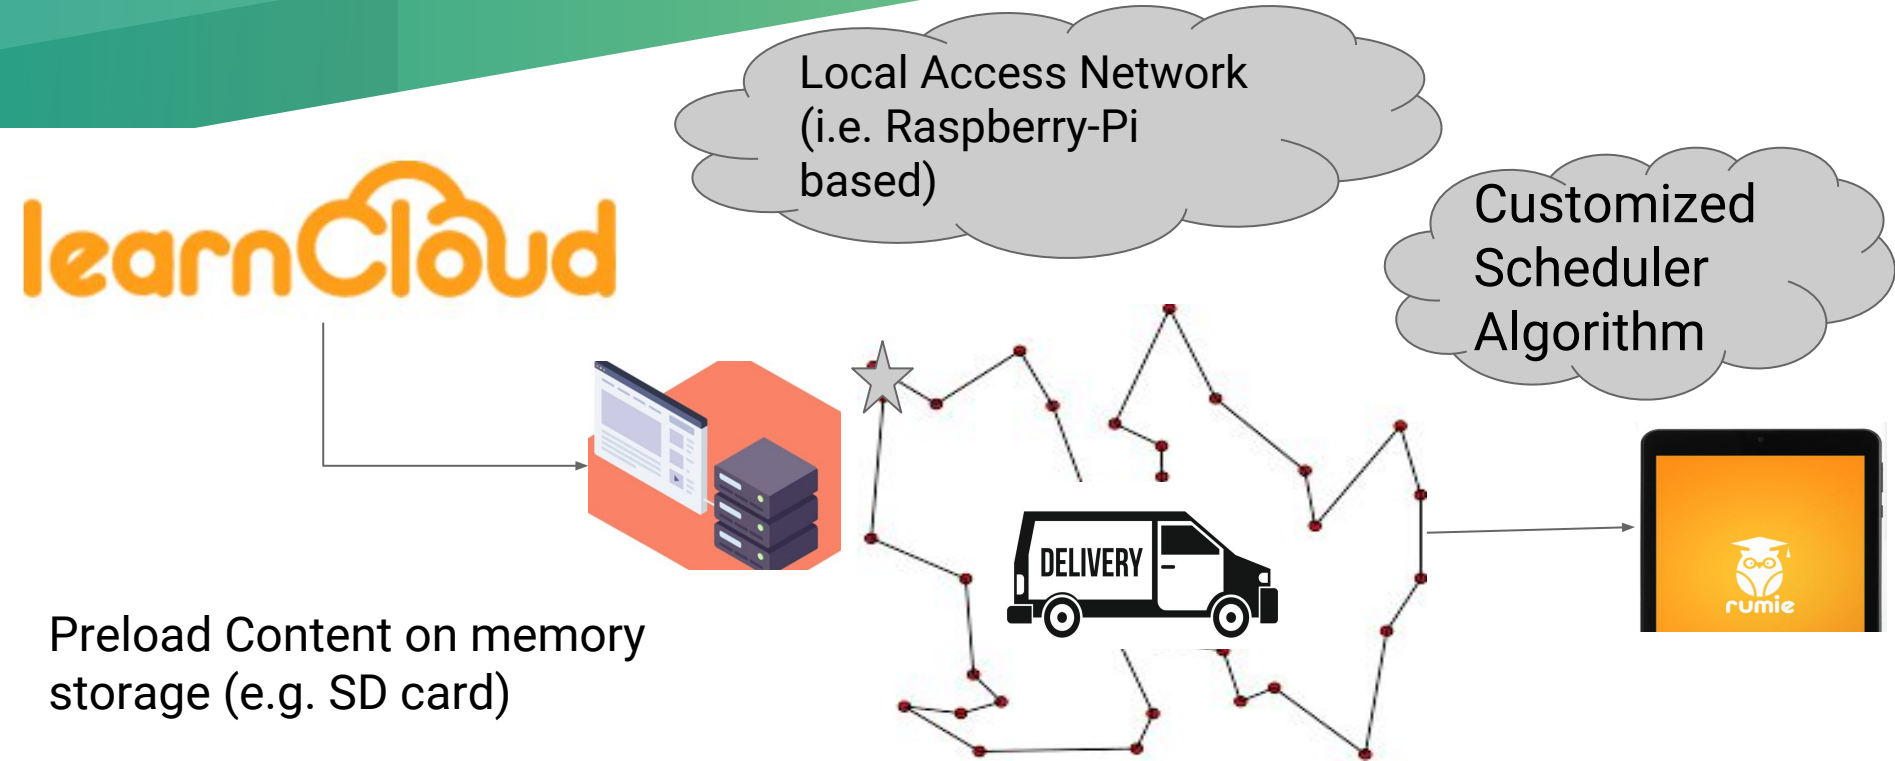 Local Access Network
(i.e. Raspberry-Pi
based)
learnCloud
Customized
Scheduler
Algorithm
DELIVERY
rumie
Preload Content on memory
storage (e.g. SD card)